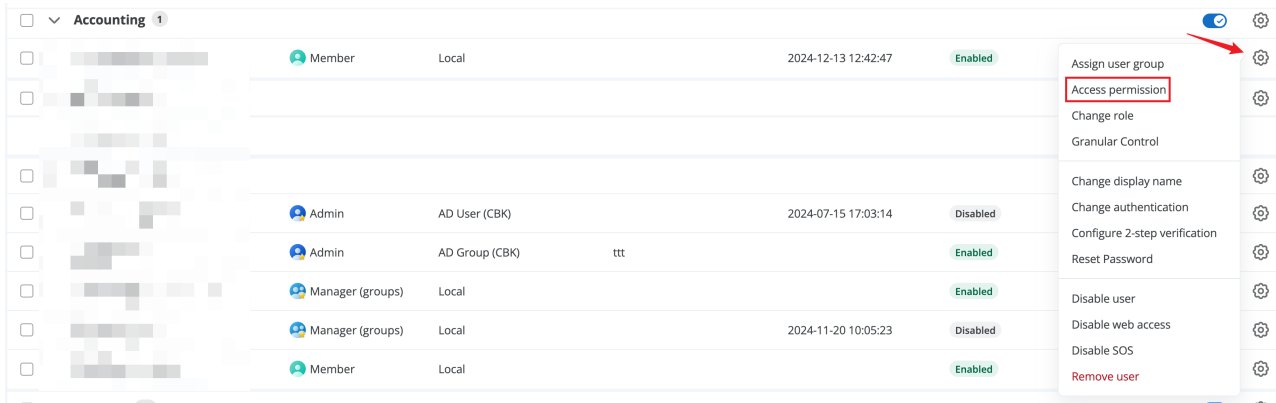 Accounting 1
Member Local 2024-12-13 12:42:47 Enabled
Assign user group
Access permission
Change role
Granular Control
Change display name
Admin AD User (CBK) 2024-07-15 17:03:14 Disabled
Change authentication
Configure 2-step verification
Admin AD Group (CBK) ttt Enabled
Reset Password
Manager (groups) Local Enabled
Disable user
Manager (groups) Local 2024-11-20 10:05:23 Disabled
Disable web access
Disable SOS
Member Local Enabled
Remove user